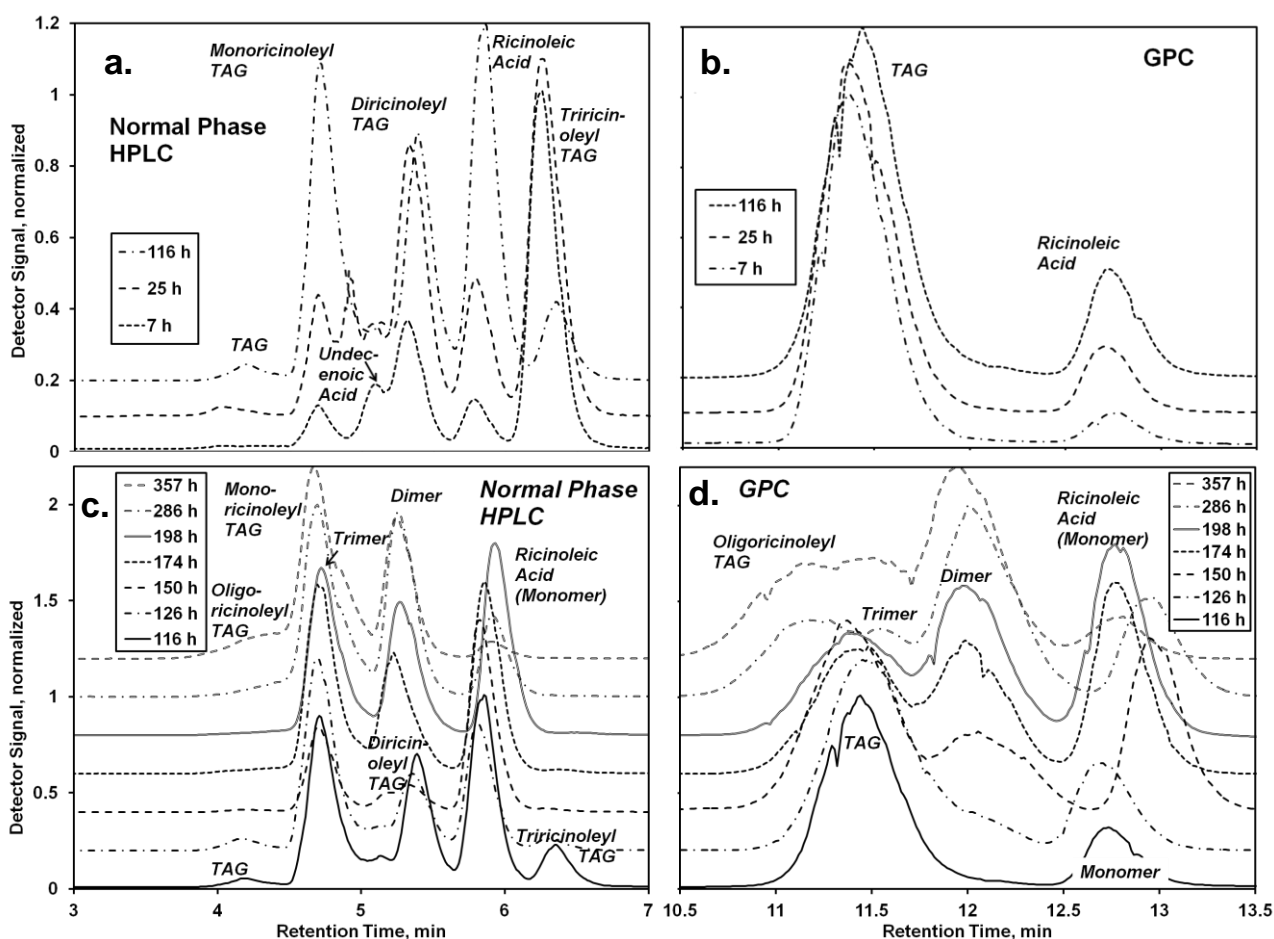 a.
Normal Phase
HPLC
Monoricinoleyl
TAG
Diricinoleyl
TAG
Ricinoleic
Acid
Triricin-
oleyl
TAG
TAG
Undec-
enoic
Acid
116 h
25 h
7 h
1.2
1
0.8
0.6
0.4
0.2
0
Detector Signal, normalized
b.
GPC
TAG
Ricinoleic
Acid
116 h
25 h
7 h
c.
Normal Phase
HPLC
357 h
286 h
198 h
174 h
150 h
126 h
116 h
Mono-
ricinoleyl
TAG
Trimer
Dimer
Ricinoleic
Acid
(Monomer)
Oligo-
ricinoleyl
TAG
Diricin-
oleyl
TAG
Triricinoleyl
TAG
TAG
2
1.5
1
0.5
0
Detector Signal, normalized
3
4
5
6
7
Retention Time, min
d.
GPC
Oligoricinoleyl
TAG
Trimer
Dimer
Ricinoleic
Acid
(Monomer)
357 h
286 h
198 h
174 h
150 h
126 h
116 h
TAG
Monomer
10.5
11
11.5
12
12.5
13
13.5
Retention Time, min